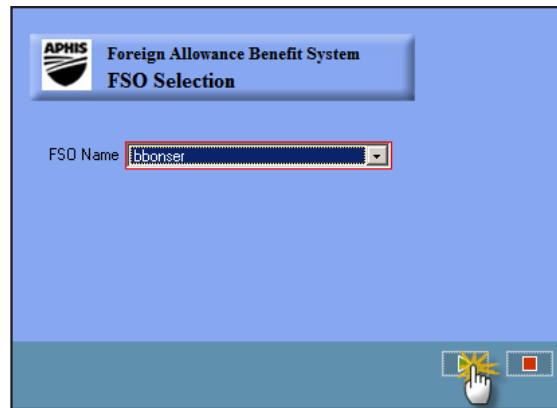 APHIS
Foreign Allowance Benefit System
FSO Selection
FSO Name bbonser